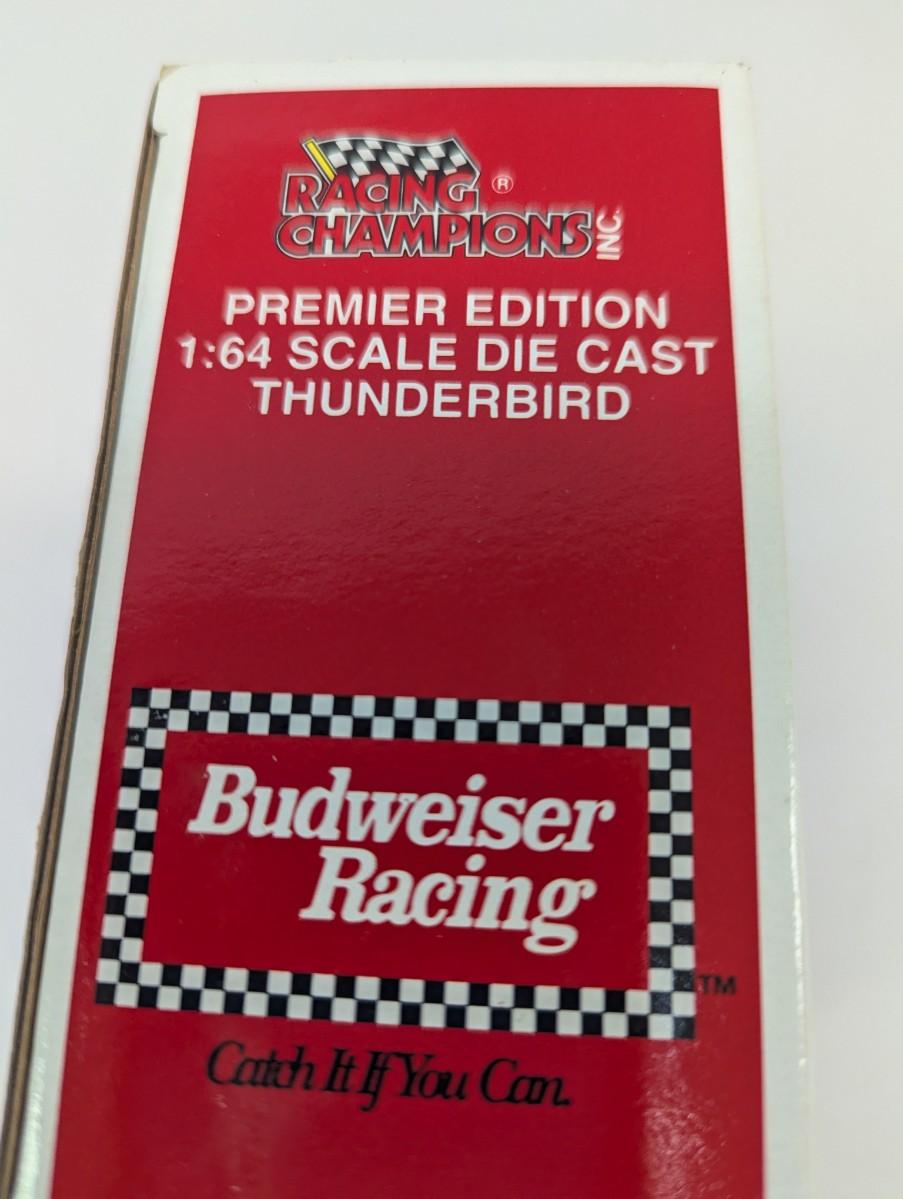 RACING ®
CHAMPIONS INC.
PREMIER EDITION
1:64 SCALE DIE CAST
THUNDERBIRD
Budweiser
Racing
TM
Catch It If You Can.